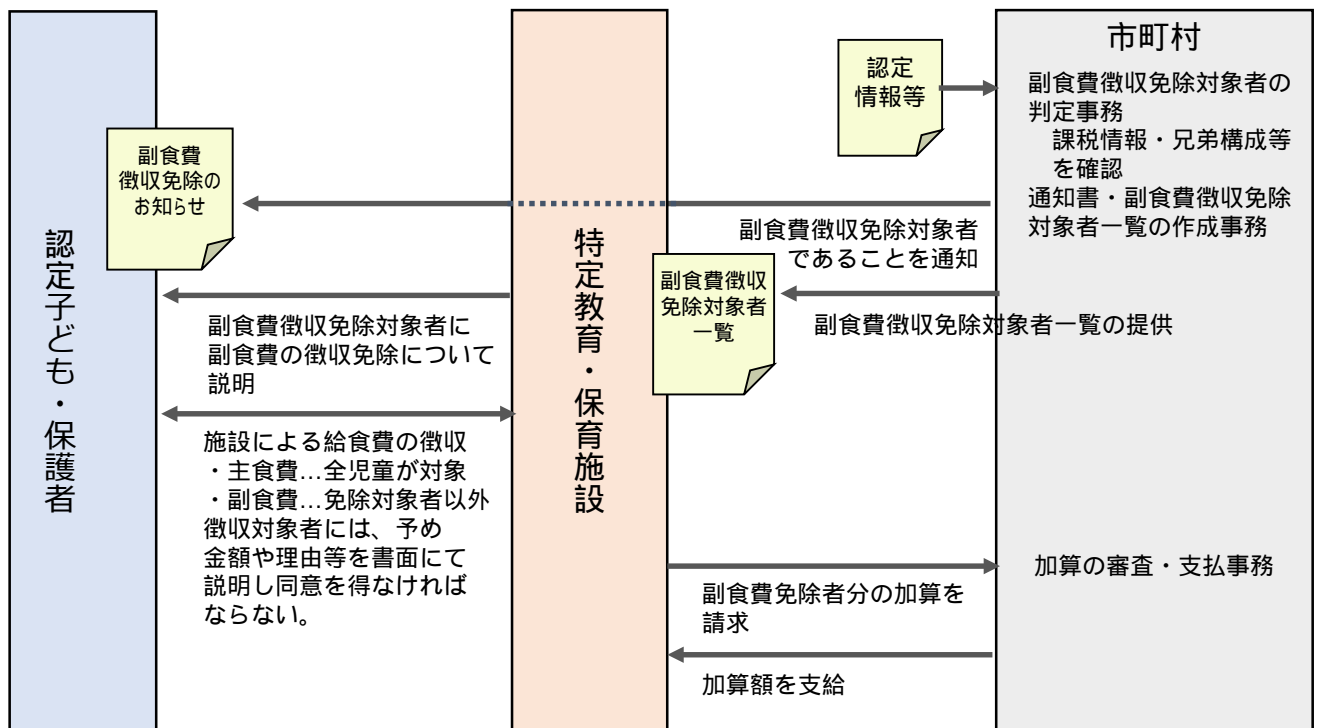 市町村
認定
情報等
副食費徴収免除対象者の
判定事務
課税情報・兄弟構成等
を確認
通知書・副食費徴収免除
対象者一覧の作成事務
副食費
徴収免除の
お知らせ
認定子ども・保護者
特定教育・保育施設
副食費徴収免除対象者
であることを通知
副食費徴収
免除対象者
一覧
副食費徴収免除対象者一覧の提供
副食費徴収免除対象者に
副食費の徴収免除について
説明
施設による給食費の徴収
・主食費…全児童が対象
・副食費…免除対象者以外
徴収対象者には、予め
金額や理由等を書面にて
説明し同意を得なければ
ならない。
副食費免除者分の加算を
請求
加算の審査・支払事務
加算額を支給